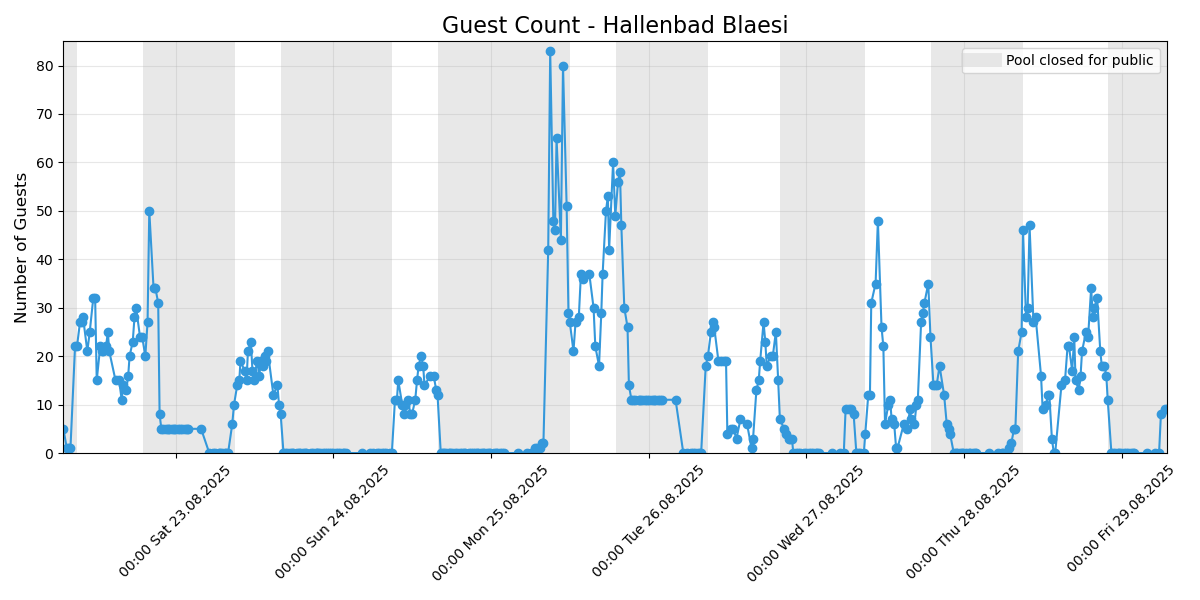 Guest Count - Hallenbad Blaesi
Pool closed for public
Number of Guests
80
70
60
50
40
30
20
10
0
00:00 Sat 23.08.2025
00:00 Sun 24.08.2025
00:00 Mon 25.08.2025
00:00 Tue 26.08.2025
00:00 Wed 27.08.2025
00:00 Thu 28.08.2025
00:00 Fri 29.08.2025